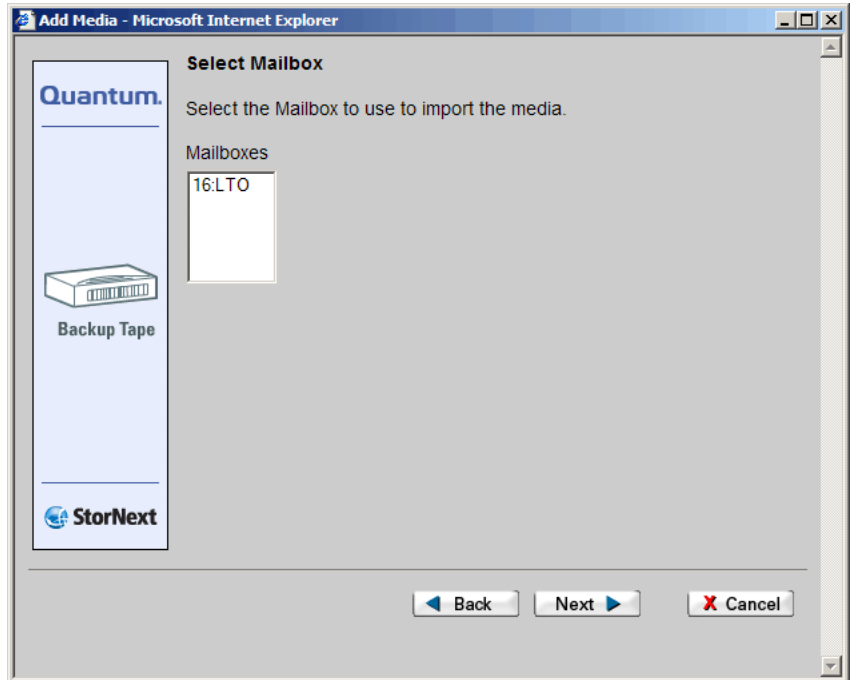 Add Media - Microsoft Internet Explorer
Select Mailbox
Quantum.
Select the Mailbox to use to import the media.
Mailboxes
16:LTO
Backup Tape
StorNext
Back
Next
X Cancel